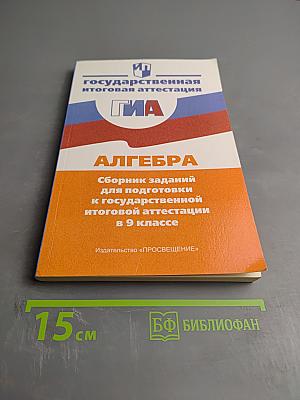 государственная
итоговая аттестация
ГИА
АЛГЕБРА
Сборник заданий
для подготовки
к государственной
итоговой аттестации
в 9 классе
Издательство «ПРОСВЕЩЕНИЕ»
15 см
БФ БИБЛИОФАН